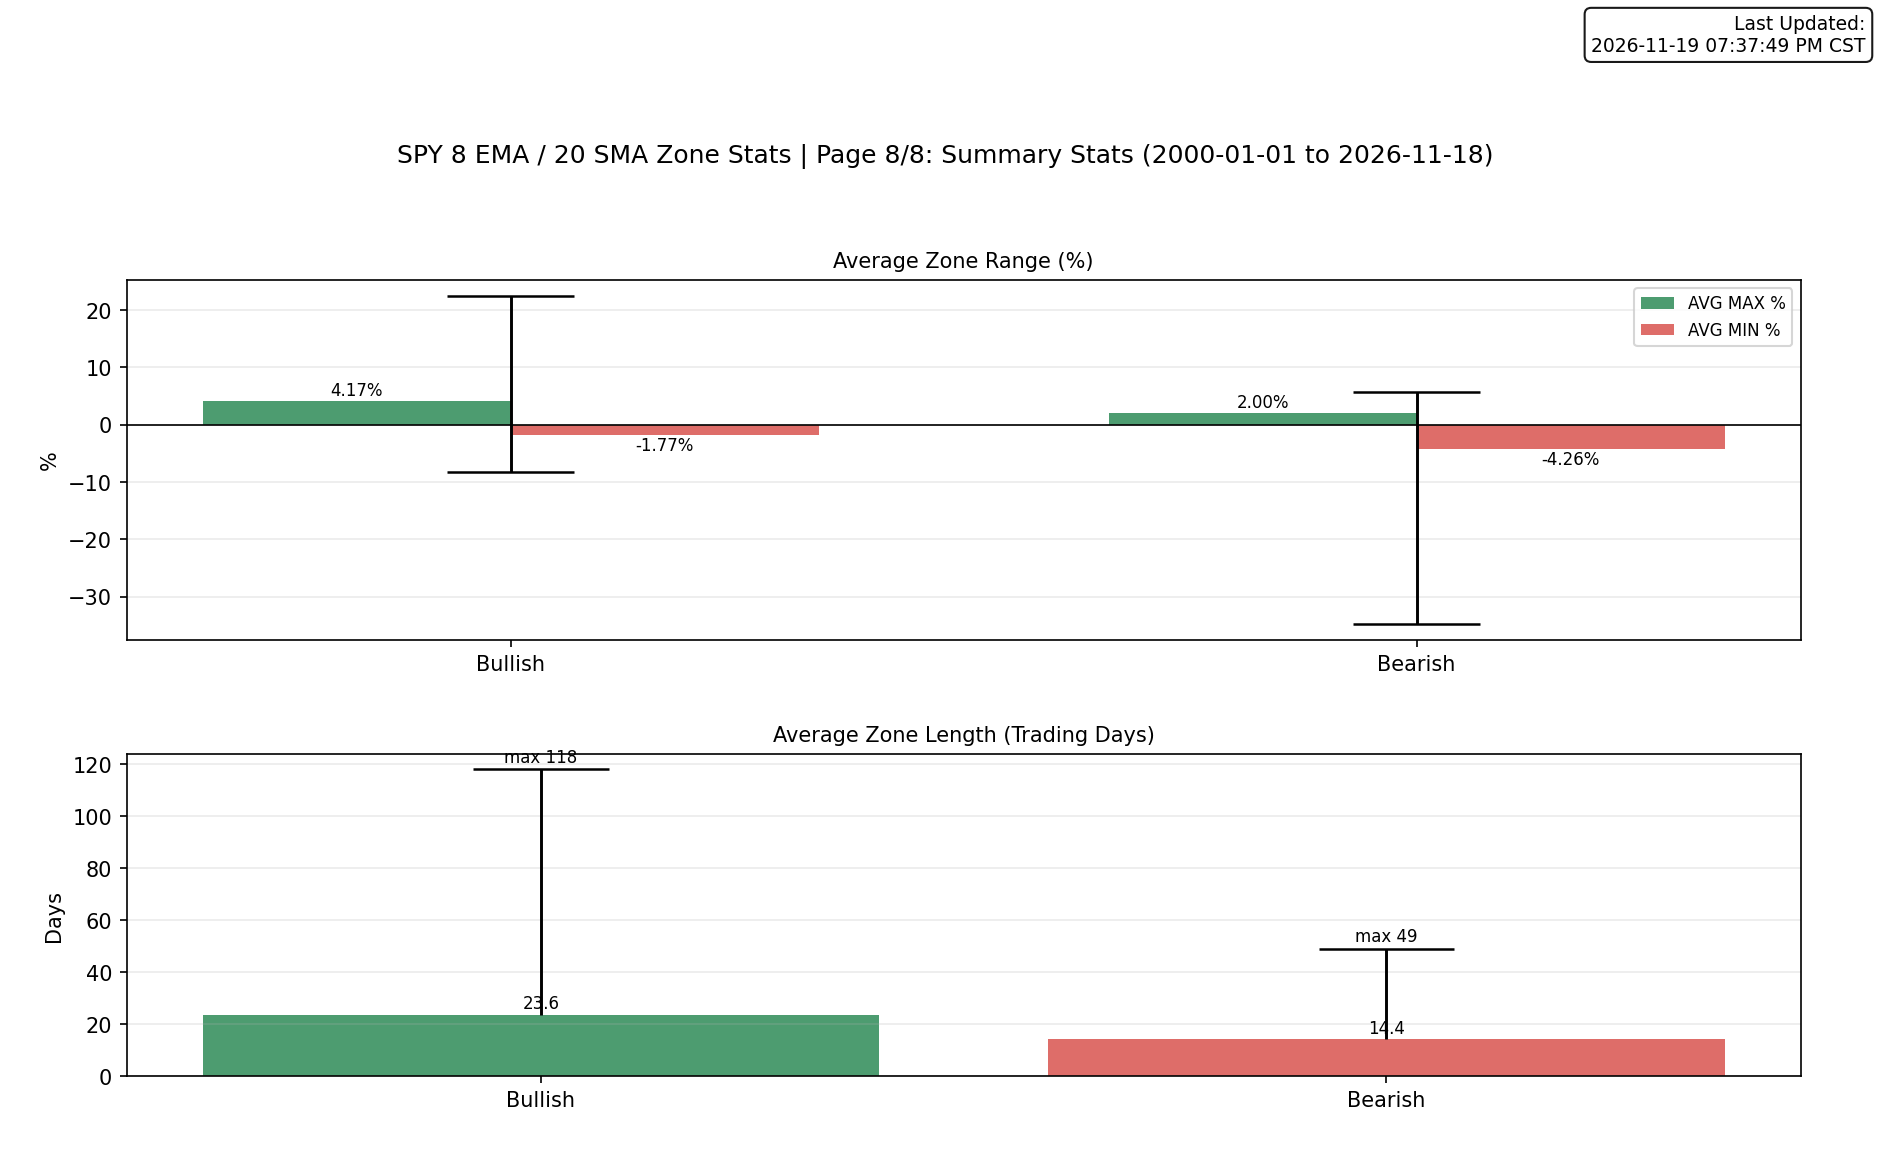 Last Updated:
2026-11-19 07:37:49 PM CST
SPY 8 EMA / 20 SMA Zone Stats | Page 8/8: Summary Stats (2000-01-01 to 2026-11-18)
Average Zone Range (%)
%
20
10
0
−10
−20
−30
AVG MAX %
AVG MIN %
4.17%
-1.77%
2.00%
-4.26%
Bullish
Bearish
Average Zone Length (Trading Days)
Days
120
100
80
60
40
20
0
max 118
23.6
max 49
14.4
Bullish
Bearish